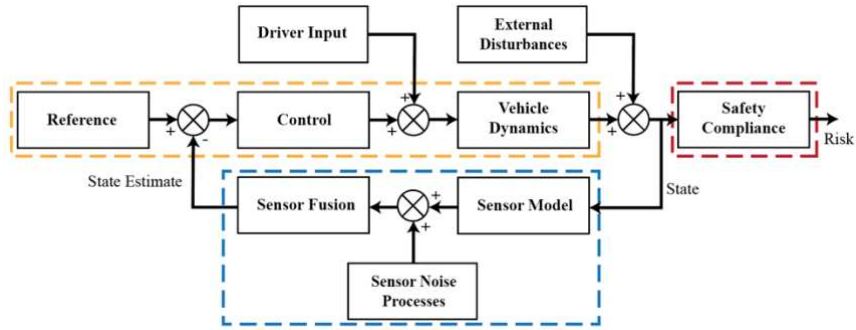 Driver Input
External
Disturbances
+
+
Reference
+
-
Control
+
Vehicle
Dynamics
+
Safety
Compliance
Risk
State Estimate
State
Sensor Fusion
+
+
Sensor Model
Sensor Noise
Processes